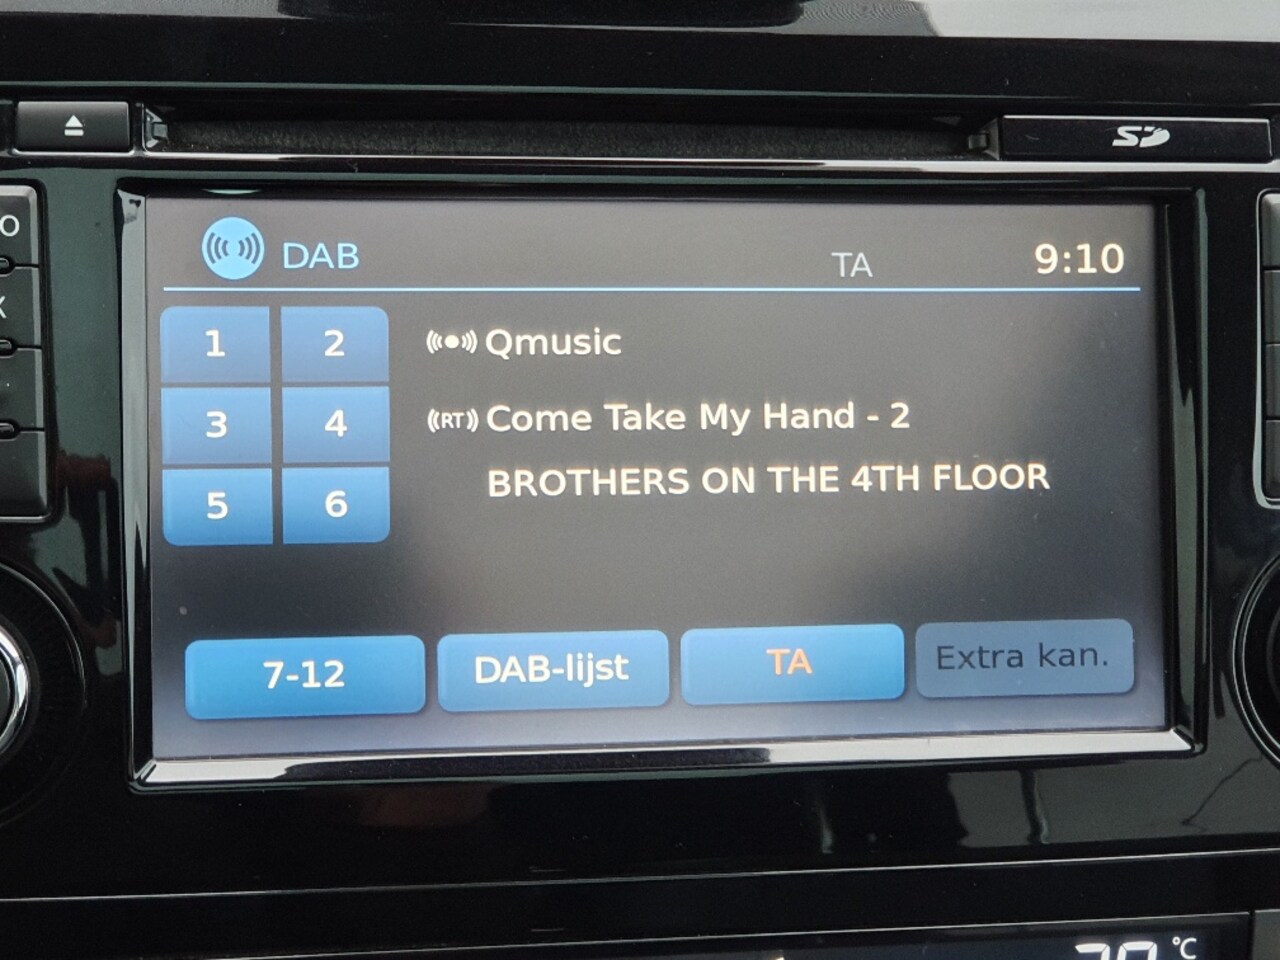 SD
DAB
TA
9:10
1
2
Qmusic
3
4
RT
Come Take My Hand - 2
BROTHERS ON THE 4TH FLOOR
5
6
7-12
DAB-lijst
TA
Extra kan.
°C